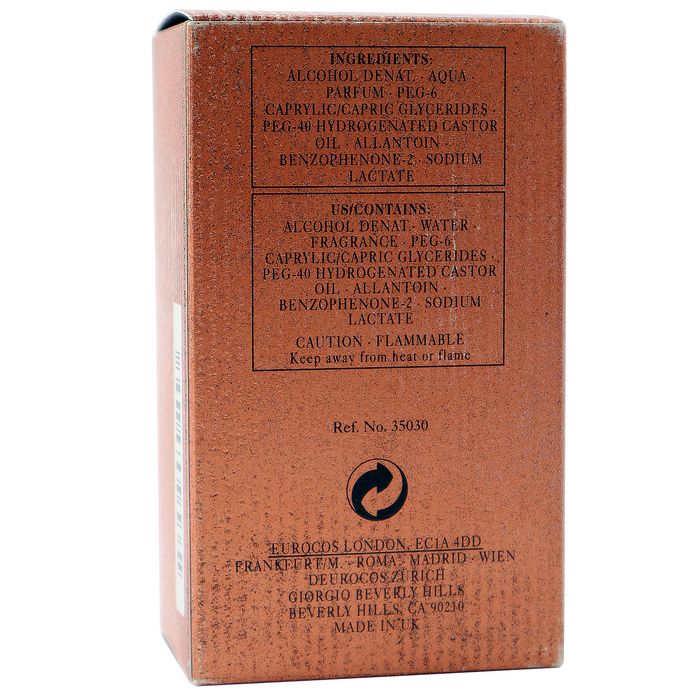 INGREDIENTS:
ALCOHOL DENAT. · AQUA ·
PARFUM · PEG-6
CAPRYLIC/CAPRIC GLYCERIDES ·
PEG-40 HYDROGENATED CASTOR
OIL · ALLANTOIN ·
BENZOPHENONE-2 · SODIUM
LACTATE
US/CONTAINS:
ALCOHOL DENAT. · WATER ·
FRAGRANCE · PEG-6
CAPRYLIC/CAPRIC GLYCERIDES ·
PEG-40 HYDROGENATED CASTOR
OIL · ALLANTOIN ·
BENZOPHENONE-2 · SODIUM
LACTATE
CAUTION · FLAMMABLE
Keep away from heat or flame
Ref. No. 35030
EUROCOS LONDON, EC1A 4DD
FRANKFURT/M. · ROMA · MADRID · WIEN
DEUROCOS ZÜRICH
GIORGIO BEVERLY HILLS
BEVERLY HILLS, CA 90210
MADE IN UK